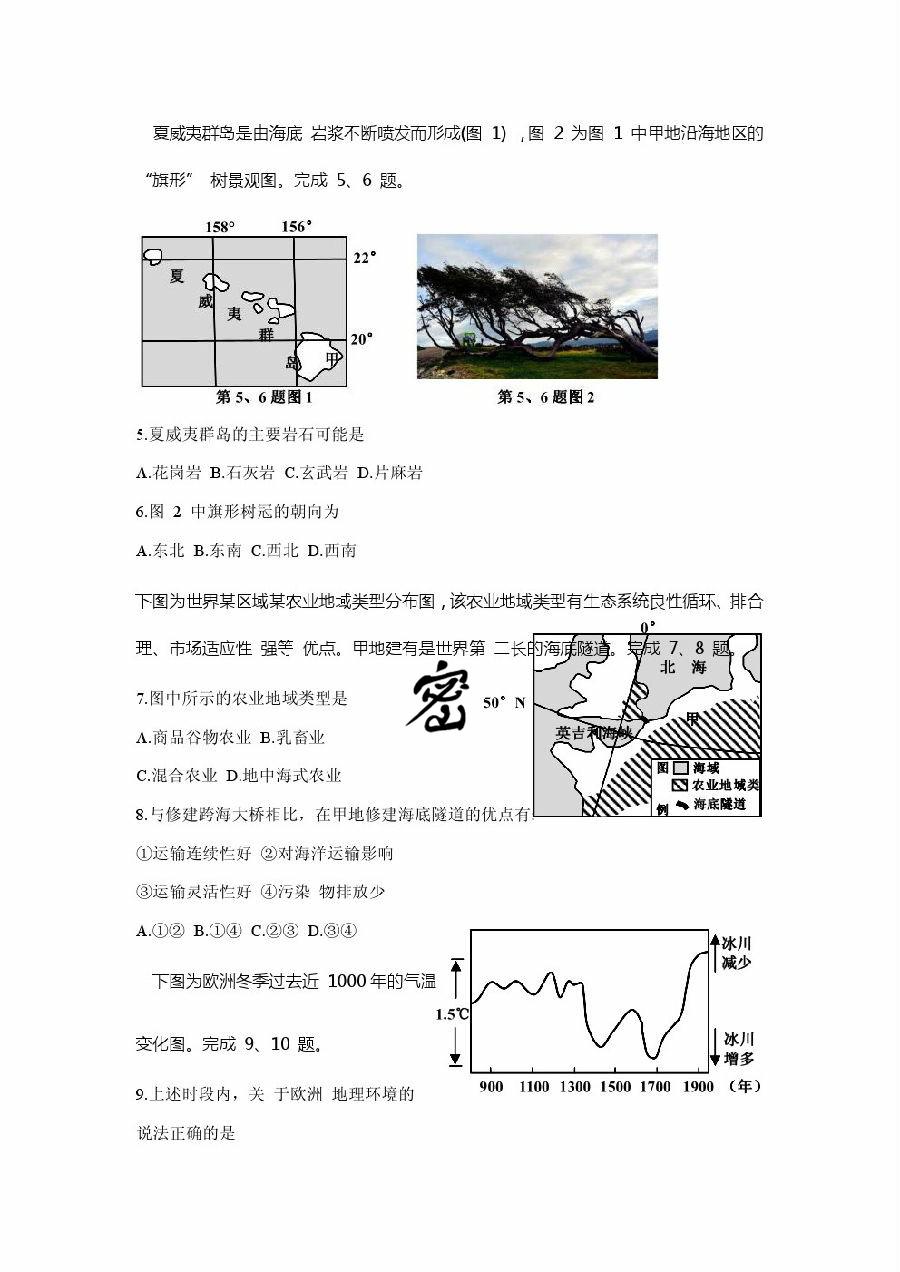 夏威夷群岛是由海底 岩浆不断喷发而形成(图 1) ,图 2 为图 1 中甲地沿海地区的
“旗形” 树景观图。完成 5、6 题。
158° 156°
22°
夏
威
夷
群
20°
岛 甲
第5、6题图1 第5、6题图2
5.夏威夷群岛的主要岩石可能是
A.花岗岩 B.石灰岩 C.玄武岩 D.片麻岩
6.图 2 中旗形树冠的朝向为
A.东北 B.东南 C.西北 D.西南
下图为世界某区域某农业地域类型分布图,该农业地域类型有生态系统良性循环、排合
理、市场适应性 强等 优点。甲地建有是世界第 二长的海底隧道。完成 7、8 题。
0°
北 海
密
50°N
甲
英吉利海峡
图 海域
农业地域类
例 海底隧道
7.图中所示的农业地域类型是
A.商品谷物农业 B.乳畜业
C.混合农业 D.地中海式农业
8.与修建跨海大桥相比，在甲地修建海底隧道的优点有
①运输连续性好 ②对海洋运输影响
③运输灵活性好 ④污染 物排放少
A.①② B.①④ C.②③ D.③④
下图为欧洲冬季过去近 1000年的气温
变化图。完成 9、10 题。
冰川
减少
1.5℃
冰川
增多
900 1100 1300 1500 1700 1900 （年）
9.上述时段内，关 于欧洲 地理环境的
说法正确的是